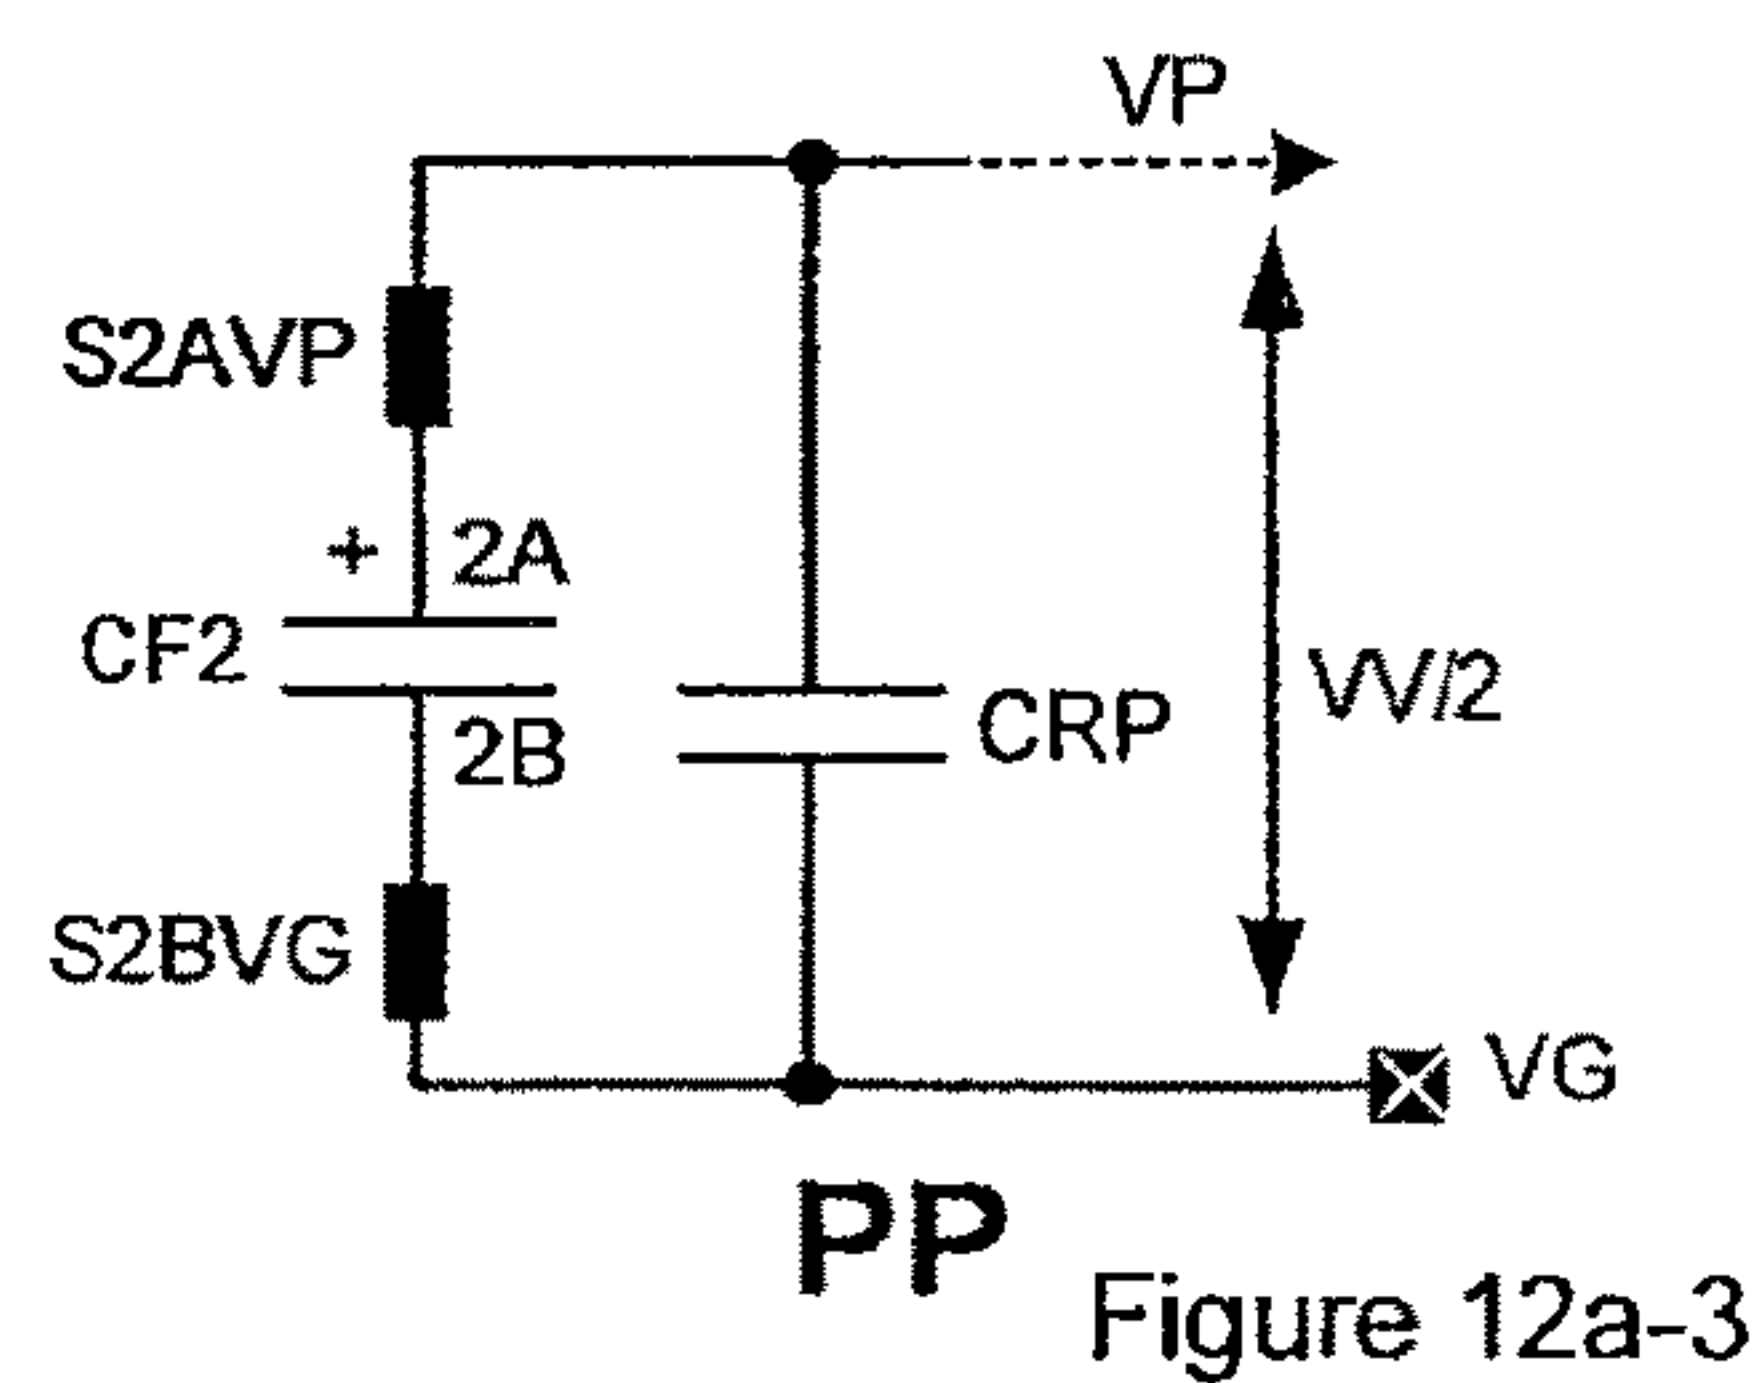 VP
S2AVP
+ 2A
CF2
VV/2
CRP
2B
S2BVG
VG
PP
Figure 12a-3